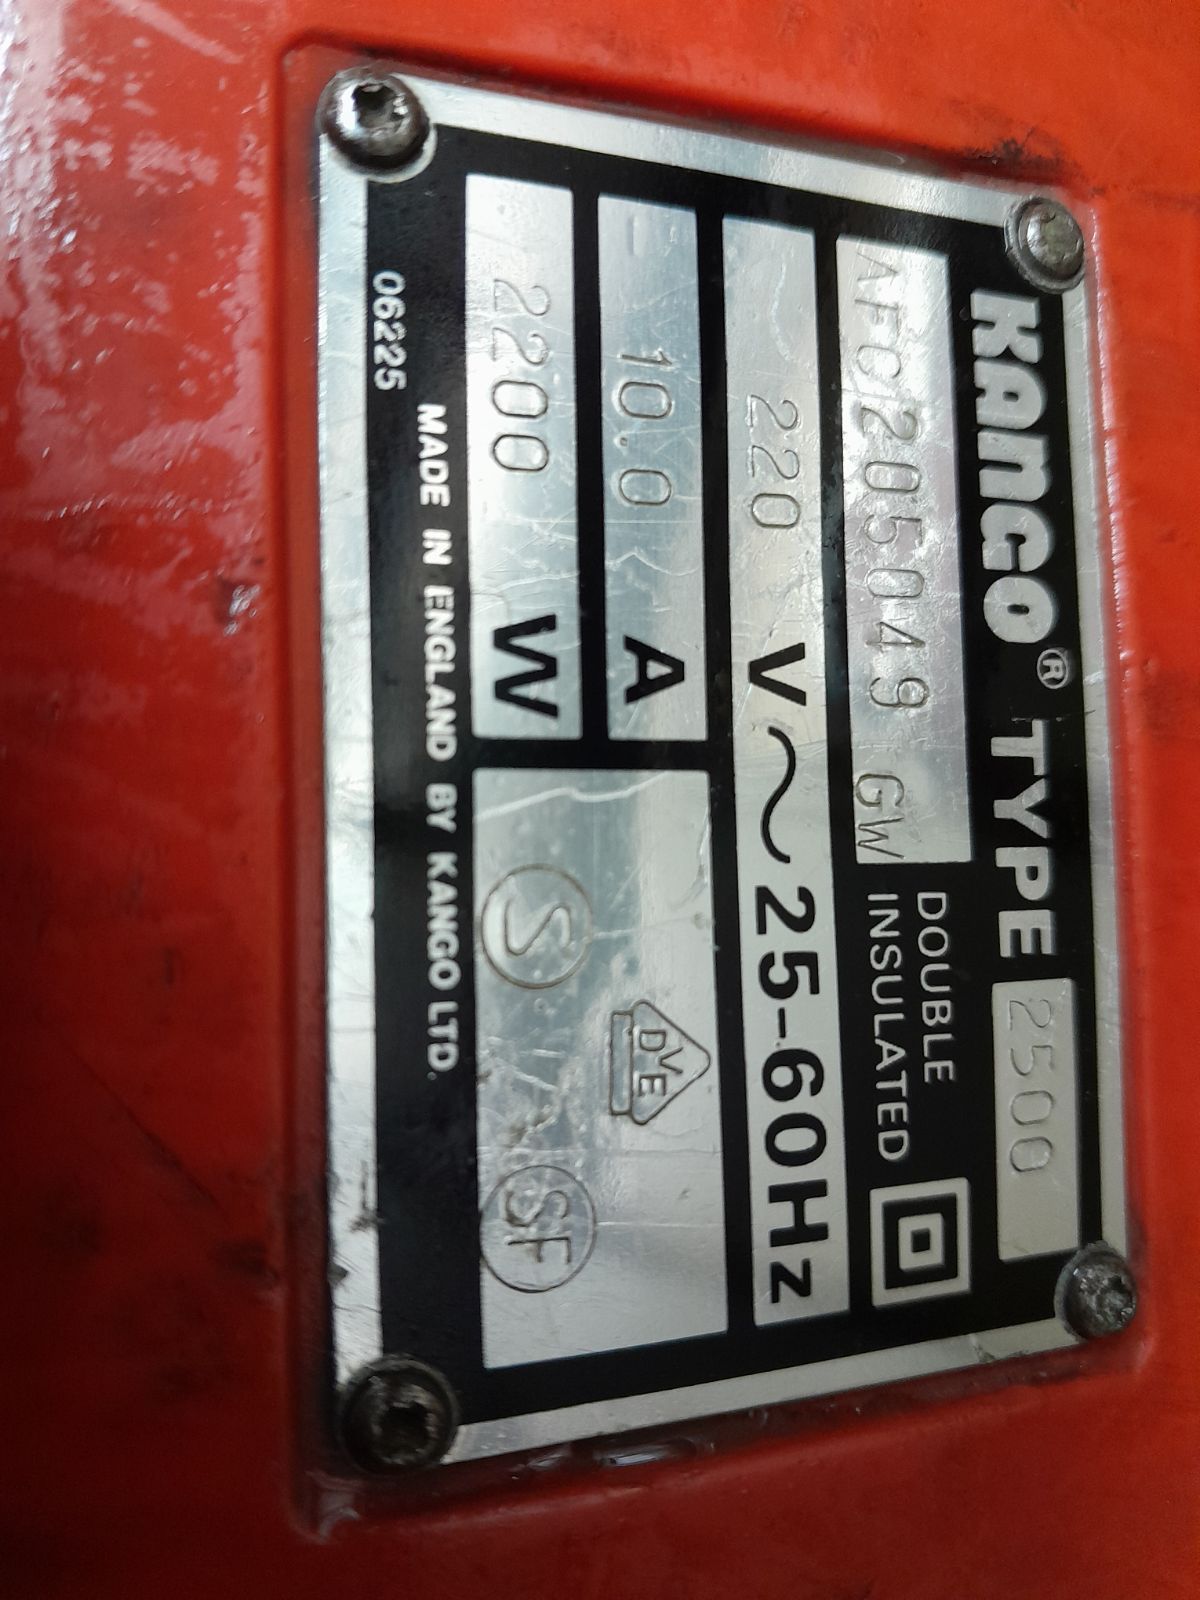 KANGO® TYPE 2500
AFC205049 GW
DOUBLE
INSULATED
220 V~25-60Hz
10.0 A
2200 W
S
DVE
SF
MADE IN ENGLAND BY KANGO LTD.
06225